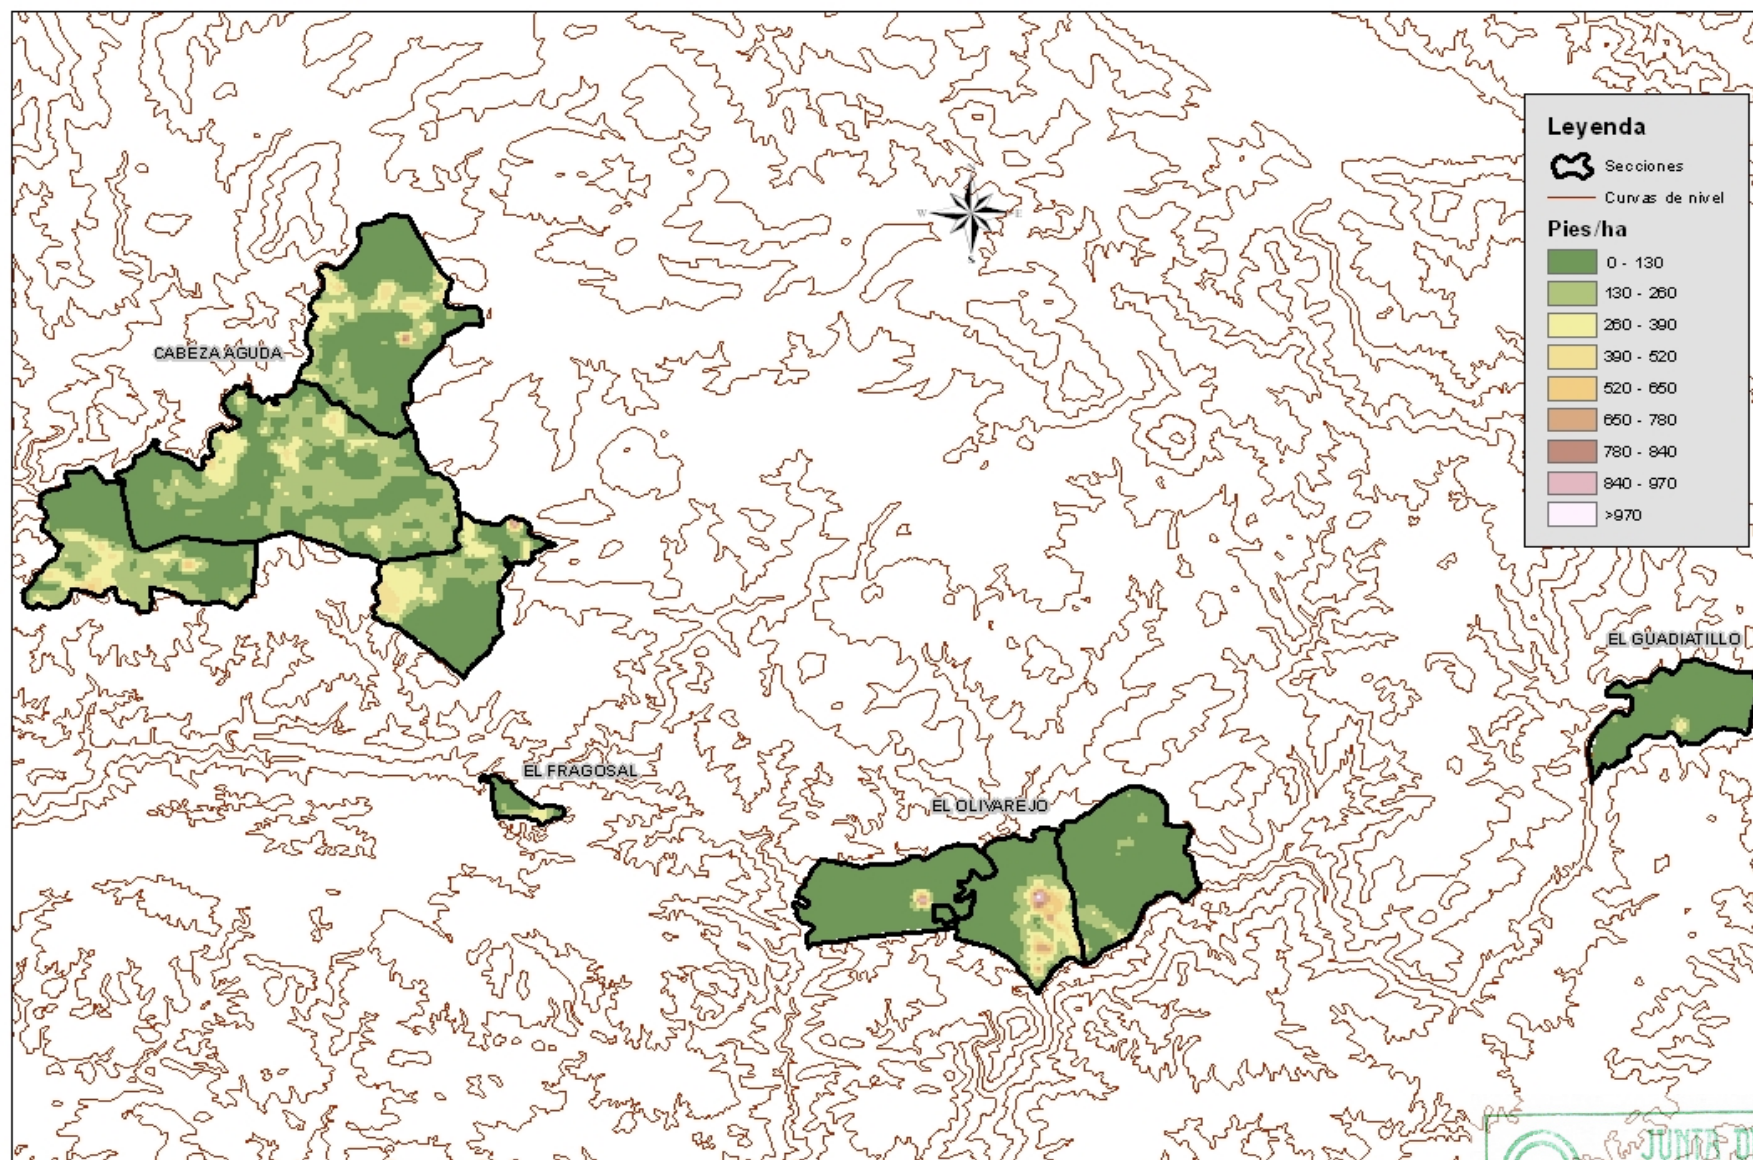 Leyenda
Secciones
Curvas de nivel
Pies/ha
0 - 130
130 - 260
260 - 390
390 - 520
520 - 650
650 - 780
780 - 840
840 - 970
>970
W
E
S
CABEZA AGUDA
EL GUADIATILLO
EL FRAGOSAL
EL OLIVAREJO
JUNTA